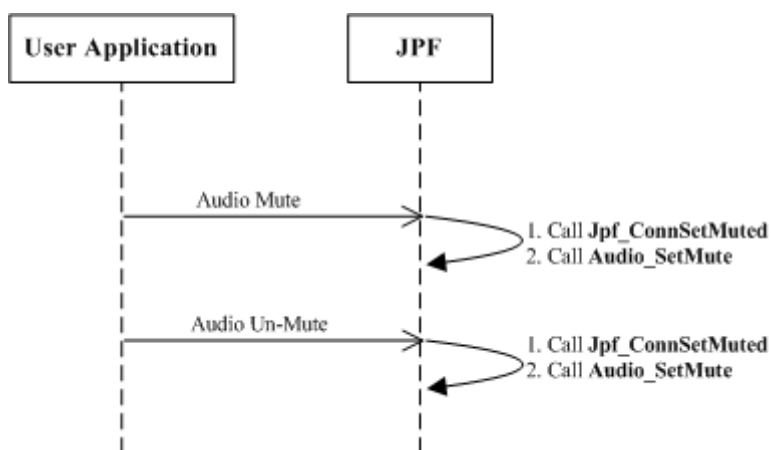 User Application
JPF
Audio Mute
1. Call Jpf_ConnSetMuted
2. Call Audio_SetMute
Audio Un-Mute
1. Call Jpf_ConnSetMuted
2. Call Audio_SetMute